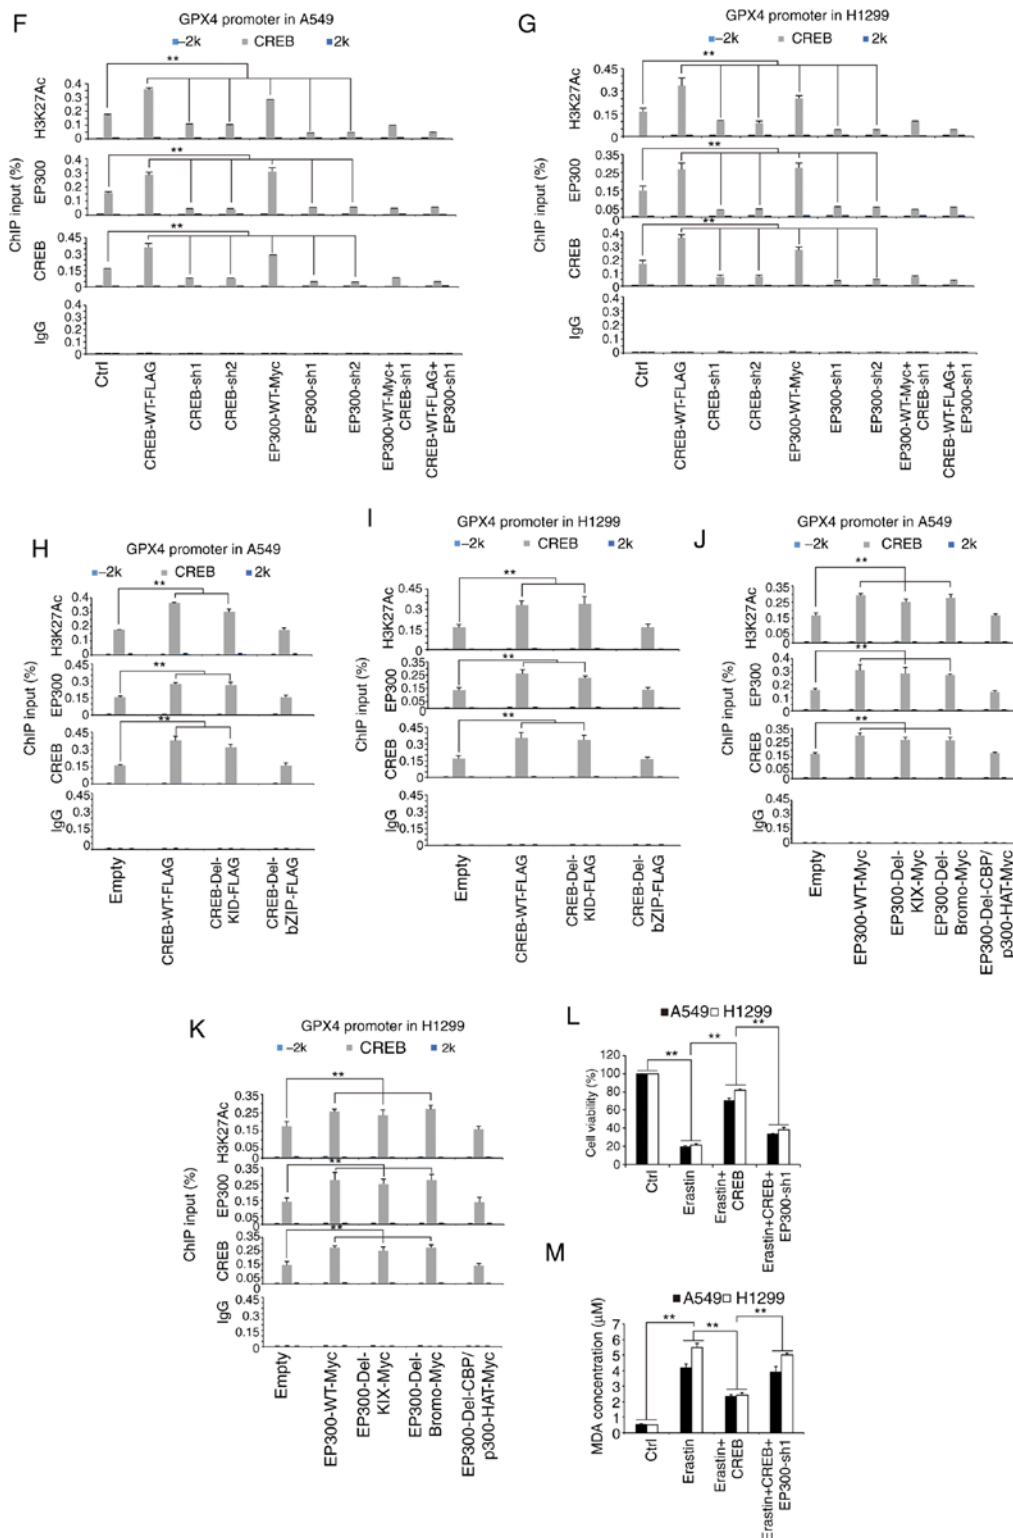 F
GPX4 promoter in A549
−2k CREB 2k
**
H3K27Ac
0.4
0.3
0.2
0.1
0
**
EP300
0.4
0.3
0.2
0.1
0
**
CREB
0.45
0.3
0.15
0
IgG
0.4
0.3
0.2
0.1
0
ChIP input (%)
Ctrl
CREB-WT-FLAG
CREB-sh1
CREB-sh2
EP300-WT-Myc
EP300-sh1
EP300-sh2
EP300-WT-Myc+
CREB-sh1
CREB-WT-FLAG+
EP300-sh1
G
GPX4 promoter in H1299
−2k CREB 2k
**
H3K27Ac
0.45
0.3
0.15
0
**
EP300
0.35
0.25
0.15
0.05
0
**
CREB
0.4
0.3
0.2
0.1
0
IgG
0.4
0.3
0.2
0.1
0
ChIP input (%)
Ctrl
CREB-WT-FLAG
CREB-sh1
CREB-sh2
EP300-WT-Myc
EP300-sh1
EP300-sh2
EP300-WT-Myc+
CREB-sh1
CREB-WT-FLAG+
EP300-sh1
H
GPX4 promoter in A549
−2k CREB 2k
**
H3K27Ac
0.4
0.3
0.2
0.1
0
**
EP300
0.45
0.3
0.15
0
**
CREB
0.45
0.3
0.15
0
IgG
0.45
0.3
0.15
0
ChIP input (%)
Empty
CREB-WT-FLAG
CREB-Del-
KID-FLAG
CREB-Del-
bZIP-FLAG
I
GPX4 promoter in H1299
−2k CREB 2k
**
H3K27Ac
0.45
0.3
0.15
0
**
EP300
0.35
0.25
0.15
0.05
0
**
CREB
0.45
0.3
0.15
0
IgG
0.45
0.3
0.15
0
ChIP input (%)
Empty
CREB-WT-FLAG
CREB-Del-
KID-FLAG
CREB-Del-
bZIP-FLAG
J
GPX4 promoter in A549
−2k CREB 2k
**
H3K27Ac
0.35
0.25
0.15
0.05
0
**
EP300
0.4
0.3
0.2
0.1
0
**
CREB
0.35
0.25
0.15
0.05
0
IgG
0.45
0.3
0.15
0
ChIP input (%)
Empty
EP300-WT-Myc
EP300-Del-
KIX-Myc
EP300-Del-
Bromo-Myc
EP300-Del-CBP/
p300-HAT-Myc
K
GPX4 promoter in H1299
−2k CREB 2k
**
H3K27Ac
0.35
0.25
0.15
0.05
0
**
EP300
0.35
0.25
0.15
0.05
0
**
CREB
0.35
0.25
0.15
0.05
0
IgG
0.45
0.3
0.15
0
ChIP input (%)
Empty
EP300-WT-Myc
EP300-Del-
KIX-Myc
EP300-Del-
Bromo-Myc
EP300-Del-CBP/
p300-HAT-Myc
L
A549 H1299
**
**
**
Cell viability (%)
120
100
80
60
40
20
0
Ctrl
Erastin
Erastin+
CREB
Erastin+CREB+
EP300-sh1
M
A549 H1299
**
**
**
MDA concentration (µM)
7
6
5
4
3
2
1
0
Ctrl
Erastin
Erastin+
CREB
Erastin+CREB+
EP300-sh1